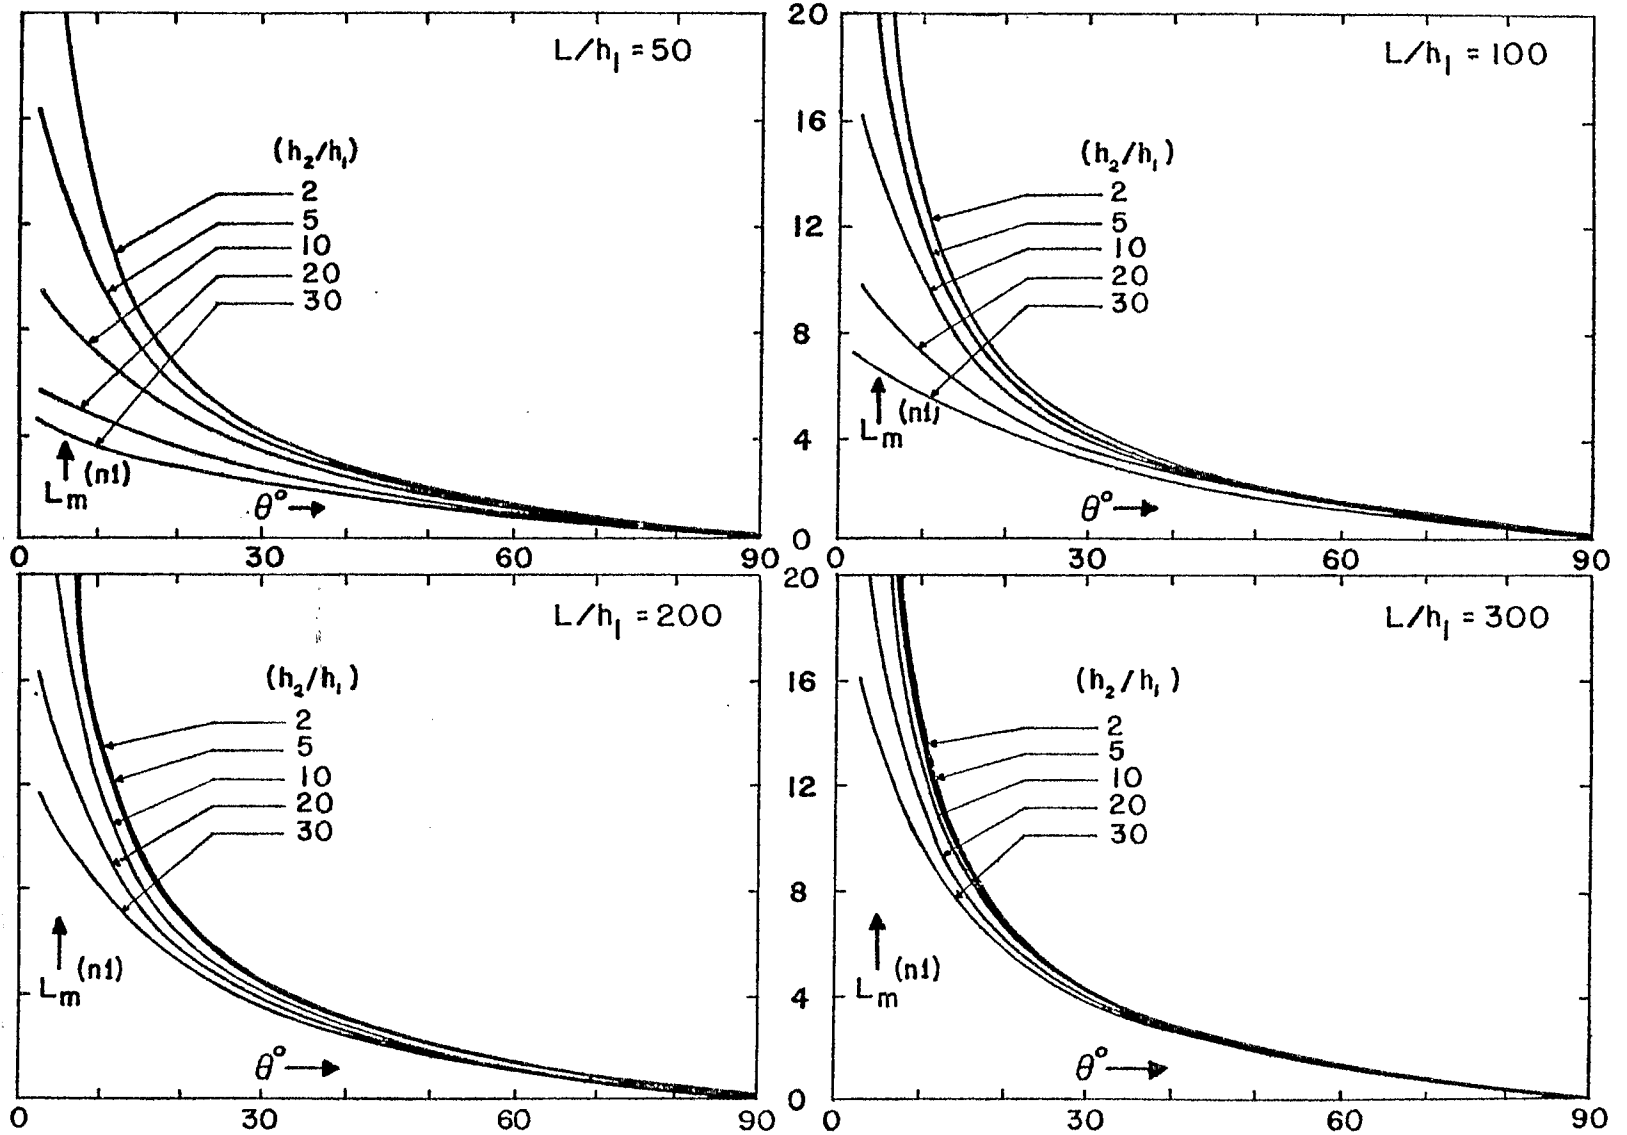 L/h₁ = 50
(h₂/h₁)
2
5
10
20
30
Lₘ⁽ⁿ¹⁾
θ°
0 30 60 90
20
16
12
8
4
0
L/h₁ = 100
(h₂/h₁)
2
5
10
20
30
Lₘ⁽ⁿ¹⁾
θ°
0 30 60 90
L/h₁ = 200
(h₂/h₁)
2
5
10
20
30
Lₘ⁽ⁿ¹⁾
θ°
0 30 60 90
20
16
12
8
4
0
L/h₁ = 300
(h₂/h₁)
2
5
10
20
30
Lₘ⁽ⁿ¹⁾
θ°
0 30 60 90